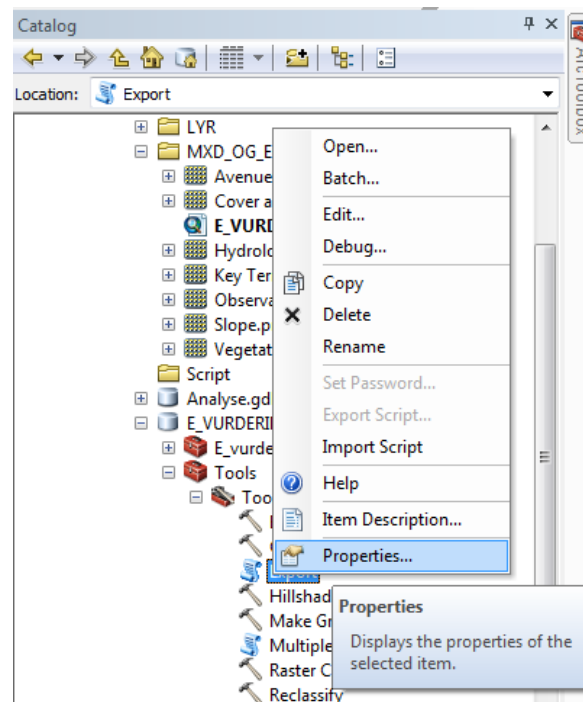 Catalog
Location: Export
LYR
MXD_OG_E
Avenue
Cover a
E_VURD
Hydrolo
Key Ter
Observa
Slope.p
Vegetat
Script
Analyse.gd
E_VURDERI
E_vurde
Tools
Too
Hillshad
Make Gr
Multiple
Raster C
Reclassify
Open...
Batch...
Edit...
Debug...
Copy
Delete
Rename
Set Password...
Export Script...
Import Script
Help
Item Description...
Properties...
Properties
Displays the properties of the
selected item.
ArcToolbox